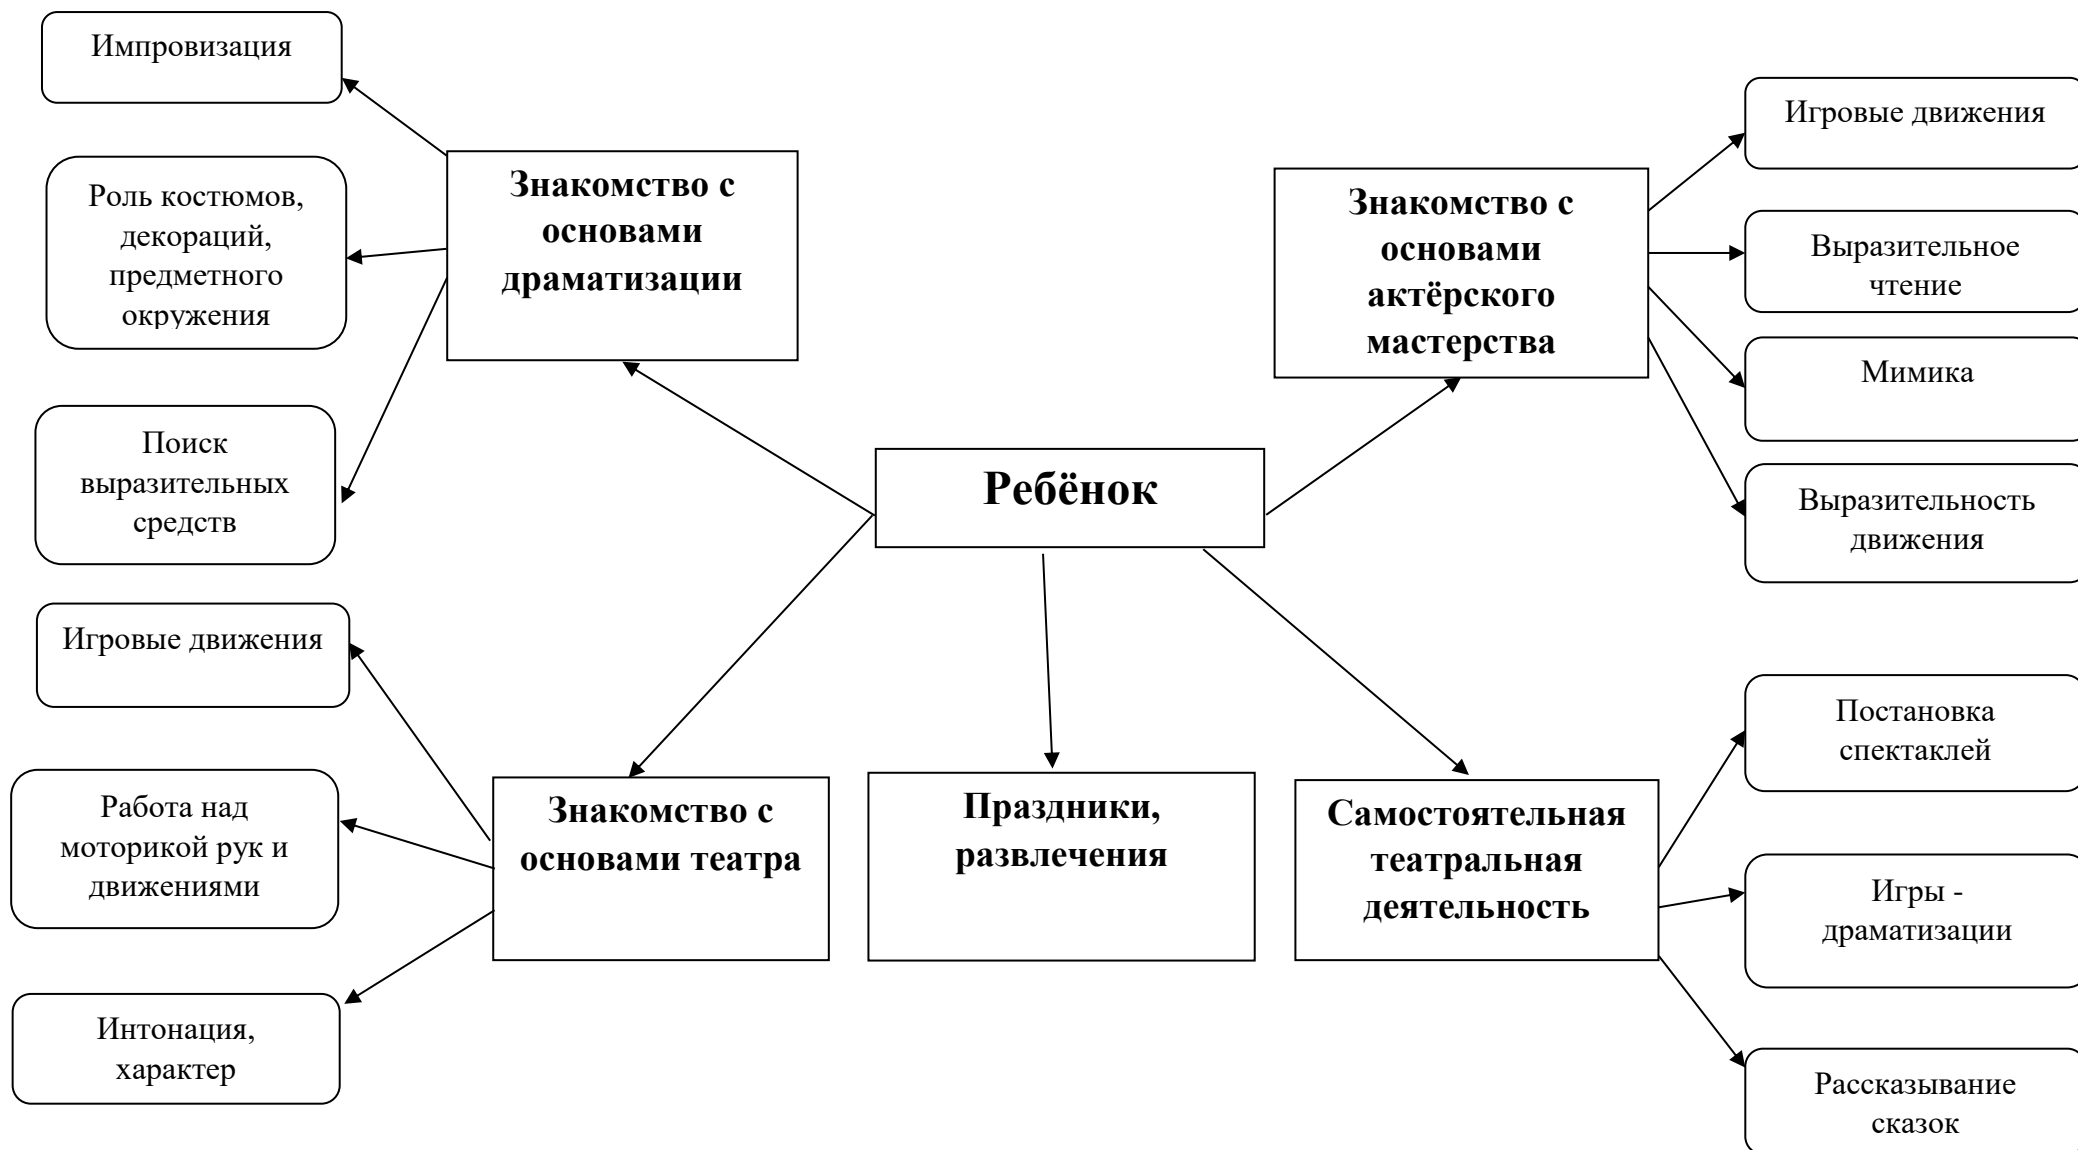 Импровизация
Роль костюмов,
декораций,
предметного
окружения
Поиск
выразительных
средств
Знакомство с
основами
драматизации
Знакомство с
основами
актёрского
мастерства
Игровые движения
Выразительное
чтение
Мимика
Выразительность
движения
Ребёнок
Игровые движения
Работа над
моторикой рук и
движениями
Интонация,
характер
Знакомство с
основами театра
Праздники,
развлечения
Самостоятельная
театральная
деятельность
Постановка
спектаклей
Игры -
драматизации
Рассказывание
сказок